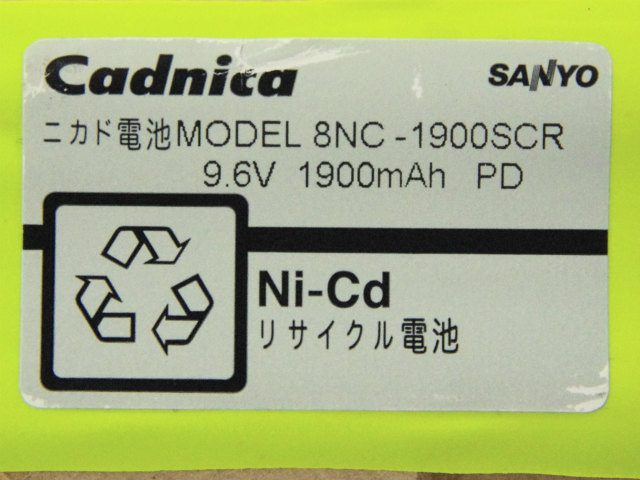 Cadnica SANYO
ニカド電池MODEL 8NC-1900SCR
9.6V 1900mAh PD
Ni-Cd
リサイクル電池